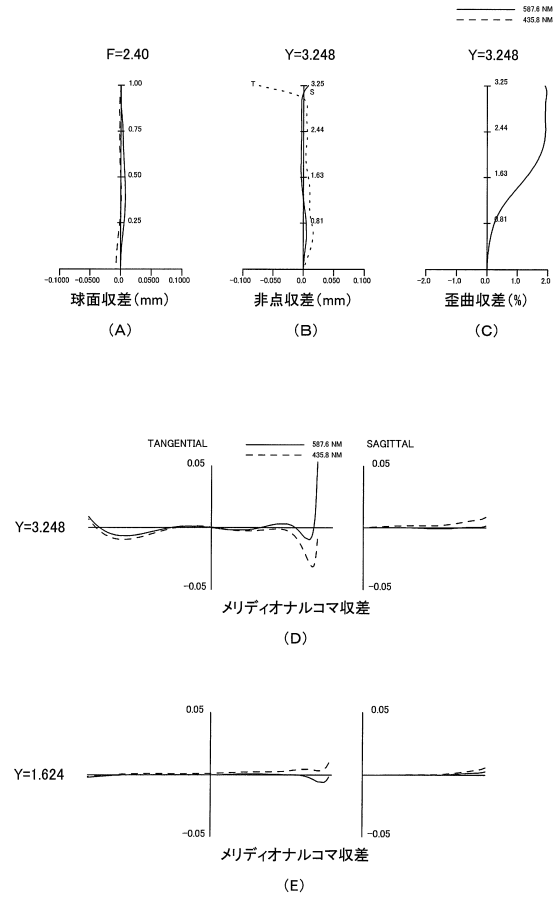 587.6 NM
435.8 NM
F=2.40
Y=3.248
Y=3.248
1.00
0.75
0.50
0.25
-0.1000 -0.0500 0.0 0.0500 0.1000
球面収差(mm)
(A)
T
S
3.25
2.44
1.63
0.81
-0.100 -0.050 0.0 0.050 0.100
非点収差(mm)
(B)
3.25
2.44
1.63
0.81
-2.0 -1.0 0.0 1.0 2.0
歪曲収差(%)
(C)
TANGENTIAL
587.6 NM
435.8 NM
SAGITTAL
0.05
0.05
Y=3.248
-0.05
-0.05
メリディオナルコマ収差
(D)
0.05
0.05
Y=1.624
-0.05
-0.05
メリディオナルコマ収差
(E)